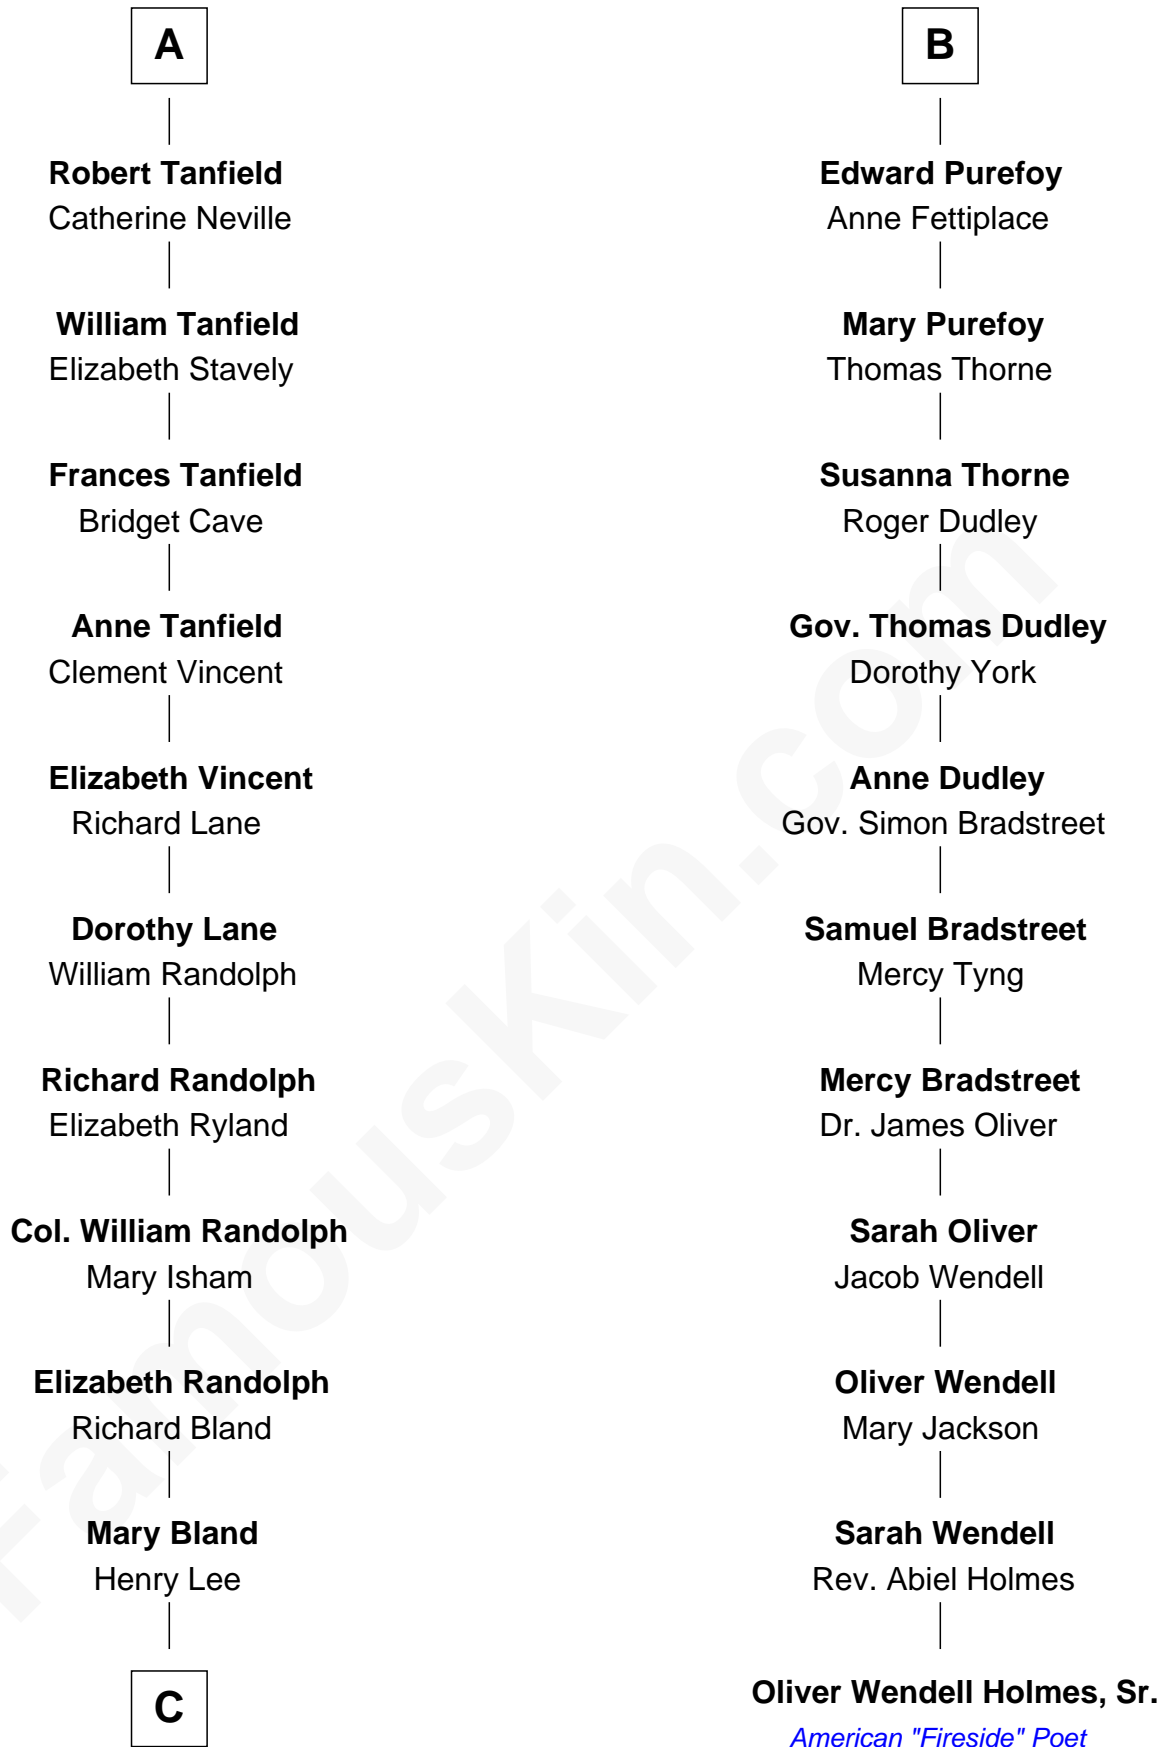 A
Robert Tanfield
Catherine Neville
William Tanfield
Elizabeth Stavely
Frances Tanfield
Bridget Cave
Anne Tanfield
Clement Vincent
Elizabeth Vincent
Richard Lane
Dorothy Lane
William Randolph
Richard Randolph
Elizabeth Ryland
Col. William Randolph
Mary Isham
Elizabeth Randolph
Richard Bland
Mary Bland
Henry Lee
C
B
Edward Purefoy
Anne Fettiplace
Mary Purefoy
Thomas Thorne
Susanna Thorne
Roger Dudley
Gov. Thomas Dudley
Dorothy York
Anne Dudley
Gov. Simon Bradstreet
Samuel Bradstreet
Mercy Tyng
Mercy Bradstreet
Dr. James Oliver
Sarah Oliver
Jacob Wendell
Oliver Wendell
Mary Jackson
Sarah Wendell
Rev. Abiel Holmes
Oliver Wendell Holmes, Sr.
American "Fireside" Poet
FamousKin.com